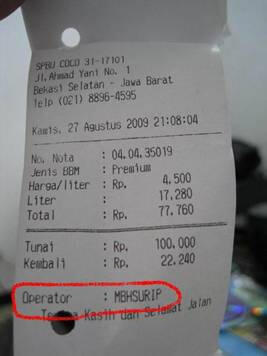 SPBU COCO 31-17101
Jl.Ahmad Yani No. 1
Bekasi Selatan - Jawa Barat
Telp (021) 8896-4595
Kamis, 27 Agustus 2009 21:08:04
No. Nota : 04.04.35019
Jenis BBM : Premium
Harga/liter : Rp. 4,500
Liter : 17,280
Total : Rp. 77.760
Tunai : Rp. 100.000
Kembali : Rp. 22.240
Operator : MBHSURIP
Kasih dan Selamat Jalan